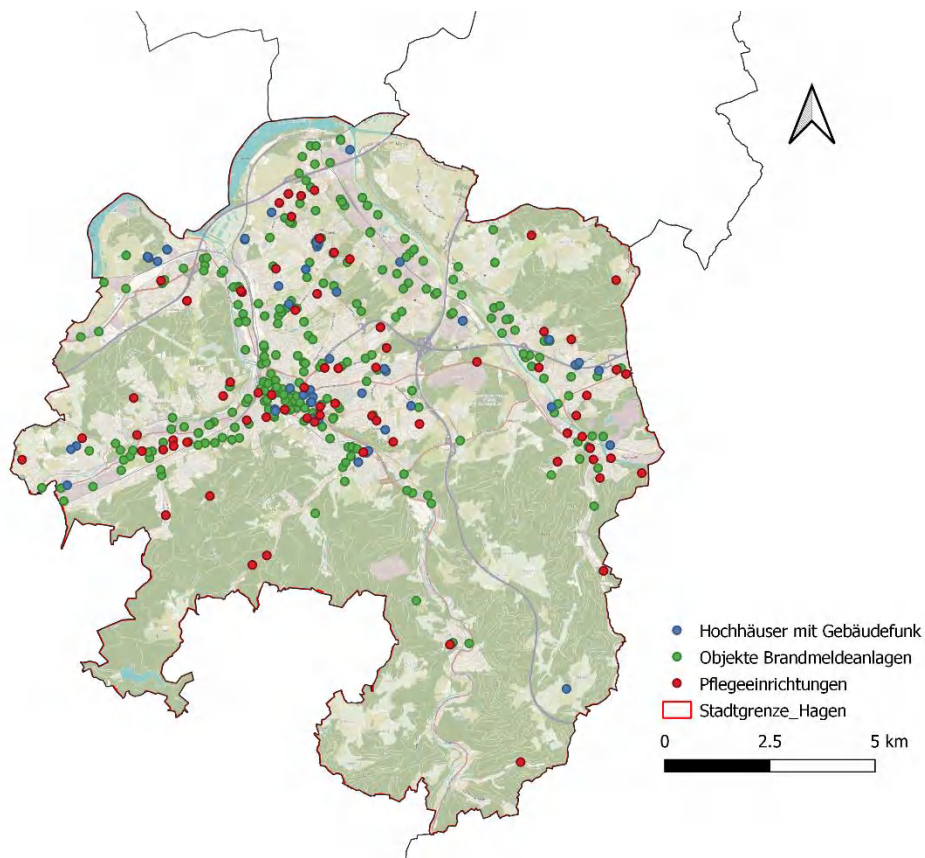 Hochhäuser mit Gebäudefunk
Objekte Brandmeldeanlagen
Pflegeeinrichtungen
Stadtgrenze_Hagen
0 2.5 5 km